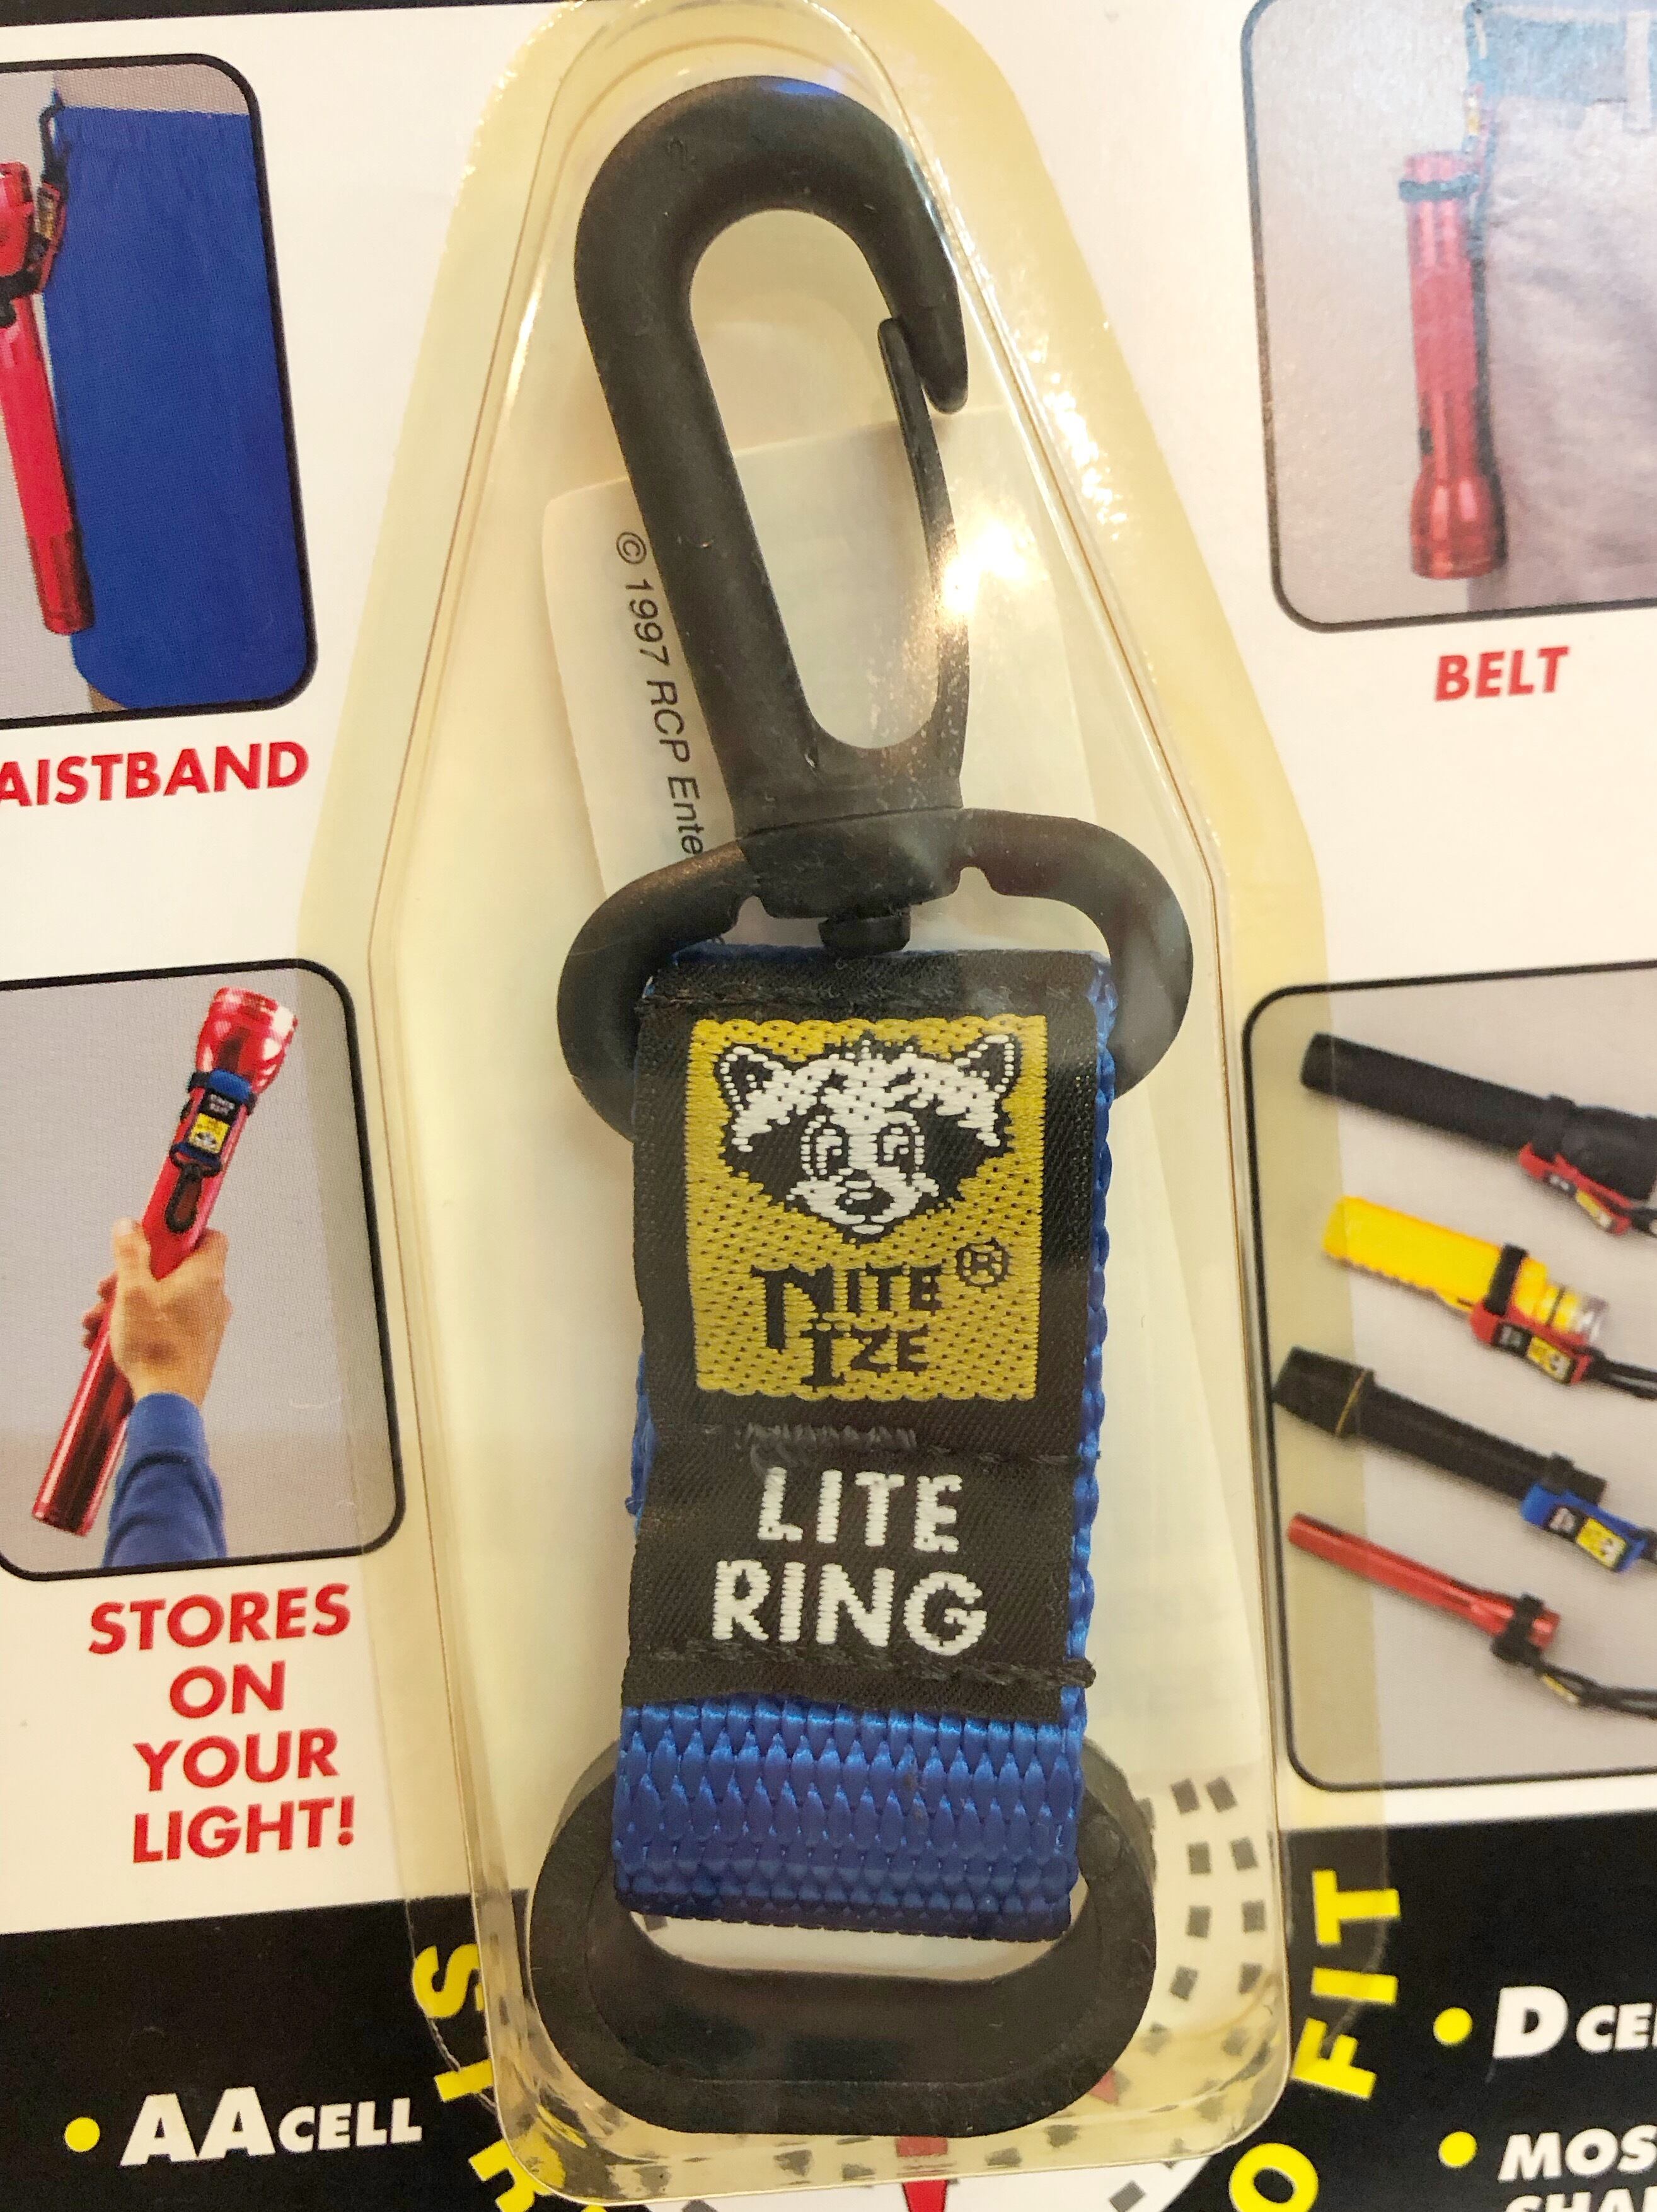 AISTBAND
BELT
© 1997 RCP Ente
NITE ®
IZE
LITE
RING
STORES
ON
YOUR
LIGHT!
FIT
AA CELL
D CE
MOS